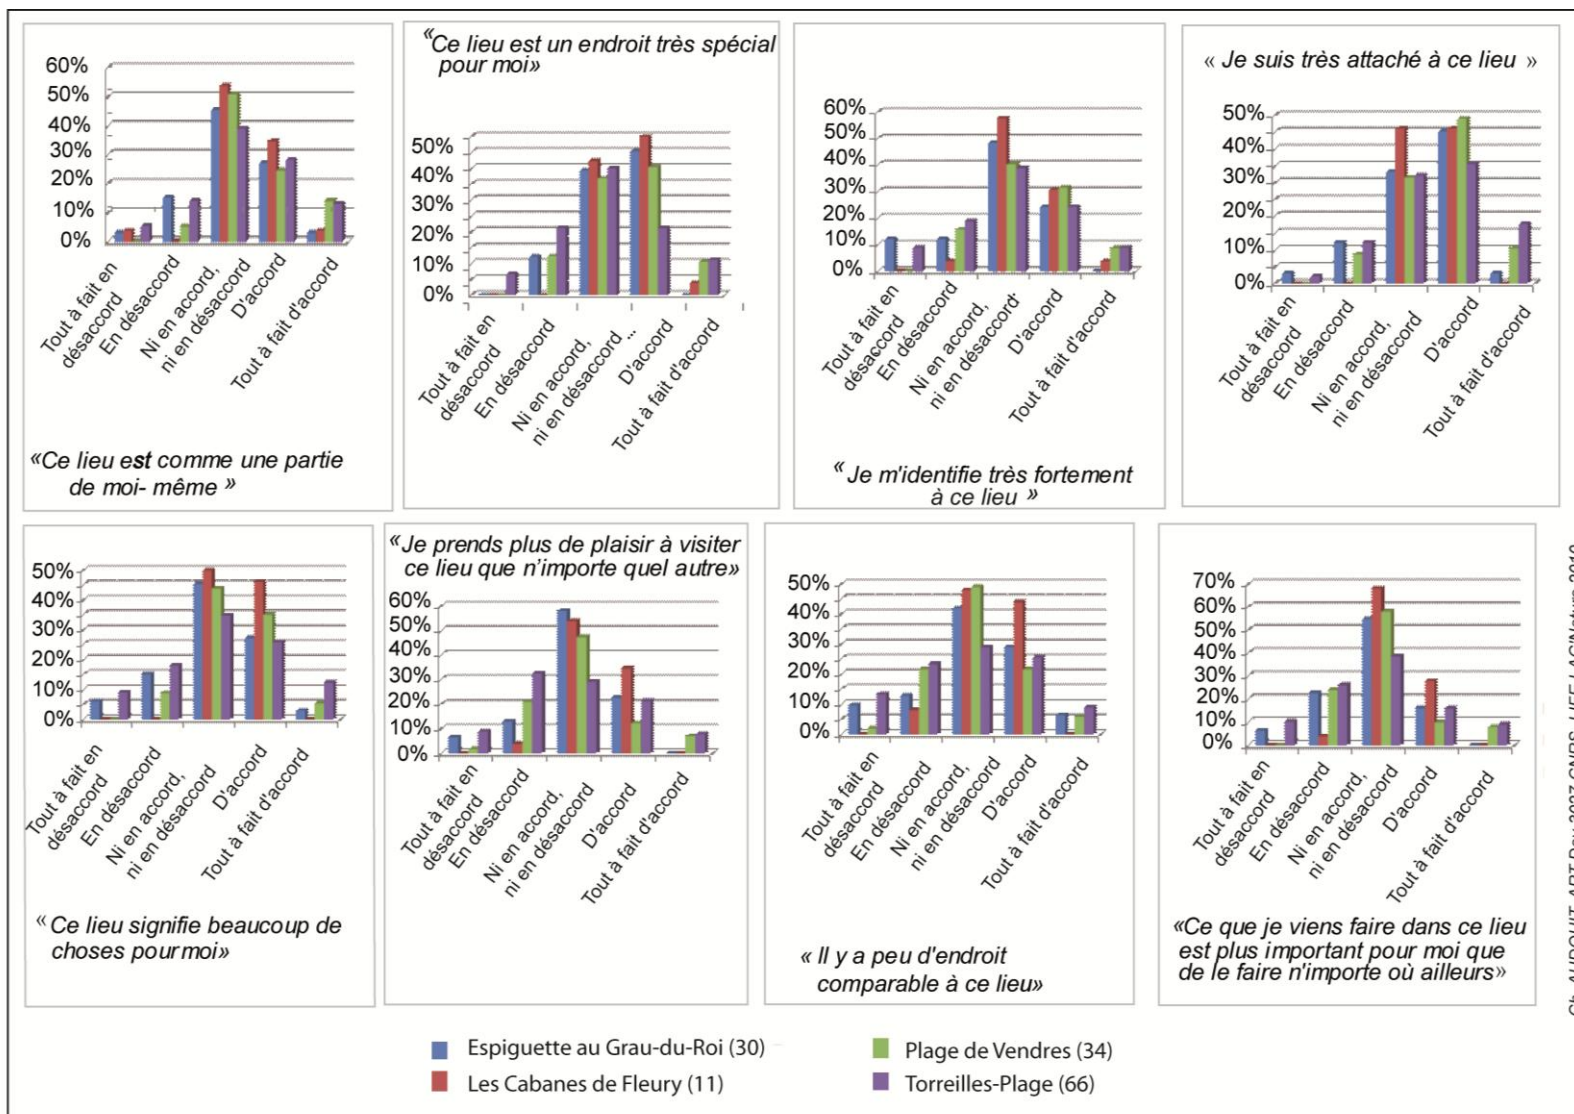 60%
50%
40%
30%
20%
10%
0%
Tout à fait en
désaccord
En désaccord
Ni en accord,
ni en désaccord
D'accord
Tout à fait d'accord
«Ce lieu est comme une partie
de moi- même »
«Ce lieu est un endroit très spécial
pour moi»
50%
40%
30%
20%
10%
0%
Tout à fait en
désaccord
En désaccord
Ni en accord,
ni en désaccord ...
D'accord
Tout à fait d'accord
60%
50%
40%
30%
20%
10%
0%
Tout à fait en
désaccord
En désaccord
Ni en accord,
ni en désaccord
D'accord
Tout à fait d'accord
« Je m'identifie très fortement
à ce lieu »
« Je suis très attaché à ce lieu »
50%
40%
30%
20%
10%
0%
Tout à fait en
désaccord
En désaccord
Ni en accord,
ni en désaccord
D'accord
Tout à fait d'accord
50%
40%
30%
20%
10%
0%
Tout à fait en
désaccord
En désaccord
Ni en accord,
ni en désaccord
D'accord
Tout à fait d'accord
« Ce lieu signifie beaucoup de
choses pour moi»
«Je prends plus de plaisir à visiter
ce lieu que n'importe quel autre»
60%
50%
40%
30%
20%
10%
0%
Tout à fait en
désaccord
En désaccord
Ni en accord,
ni en désaccord
D'accord
Tout à fait d'accord
50%
40%
30%
20%
10%
0%
Tout à fait en
désaccord
En désaccord
Ni en accord,
ni en désaccord
D'accord
Tout à fait d'accord
« Il y a peu d'endroit
comparable à ce lieu»
70%
60%
50%
40%
30%
20%
10%
0%
Tout à fait en
désaccord
En désaccord
Ni en accord,
ni en désaccord
D'accord
Tout à fait d'accord
«Ce que je viens faire dans ce lieu
est plus important pour moi que
de le faire n'importe où ailleurs»
Espiguette au Grau-du-Roi (30)
Les Cabanes de Fleury (11)
Plage de Vendres (34)
Torreilles-Plage (66)